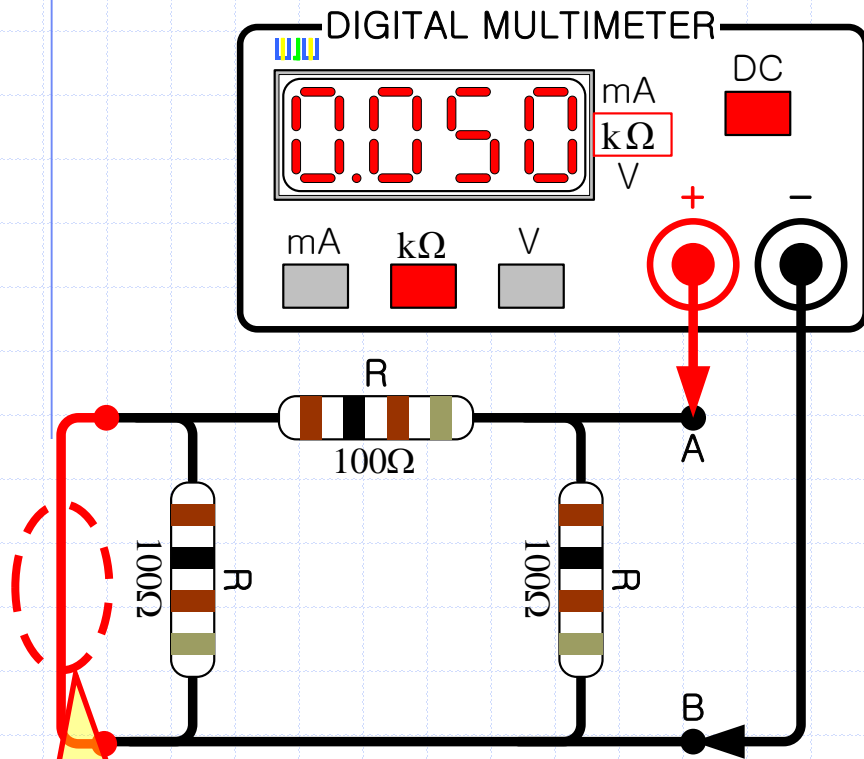 DIGITAL MULTIMETER
0.050
mA
kΩ
V
DC
+
−
mA
kΩ
V
R
100Ω
A
100Ω
R
100Ω
R
B